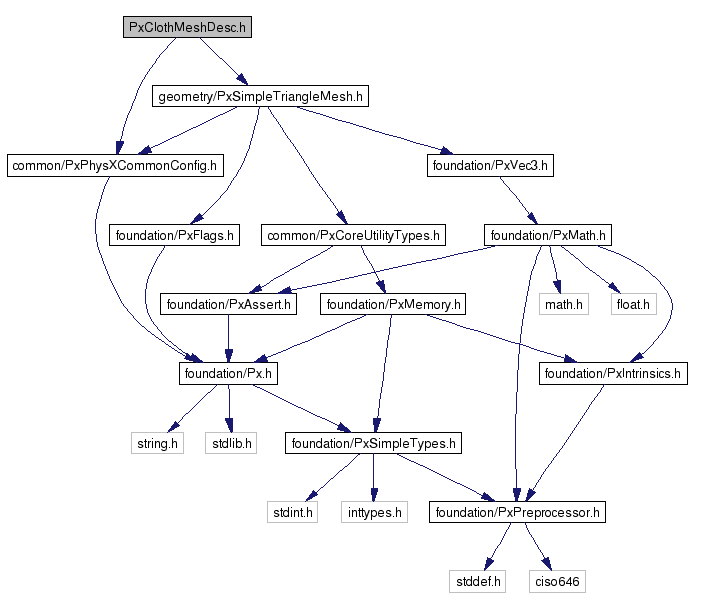 PxClothMeshDesc.h
geometry/PxSimpleTriangleMesh.h
common/PxPhysXCommonConfig.h
foundation/PxVec3.h
foundation/PxFlags.h
common/PxCoreUtilityTypes.h
foundation/PxMath.h
foundation/PxAssert.h
foundation/PxMemory.h
math.h
float.h
foundation/Px.h
foundation/PxIntrinsics.h
string.h
stdlib.h
foundation/PxSimpleTypes.h
stdint.h
inttypes.h
foundation/PxPreprocessor.h
stddef.h
ciso646